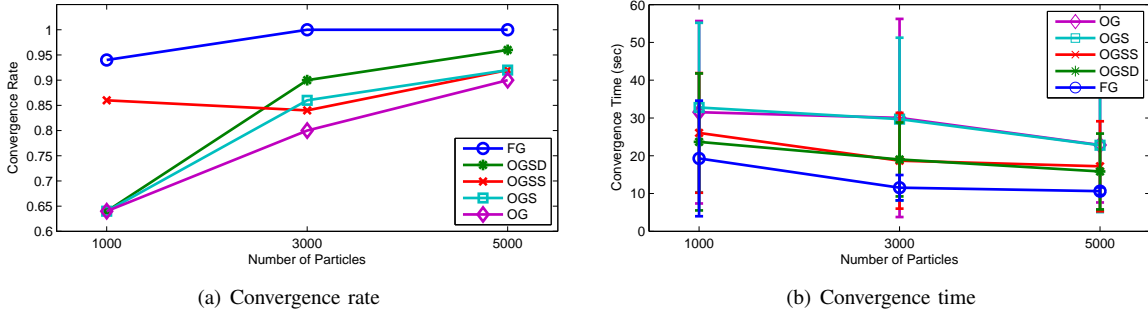 1
0.95
0.9
0.85
0.8
0.75
0.7
0.65
0.6
Convergence Rate
1000
3000
5000
Number of Particles
FG
OGSD
OGSS
OGS
OG
(a) Convergence rate
60
50
40
30
20
10
0
Convergence Time (sec)
1000
3000
5000
Number of Particles
OG
OGS
OGSS
OGSD
FG
(b) Convergence time